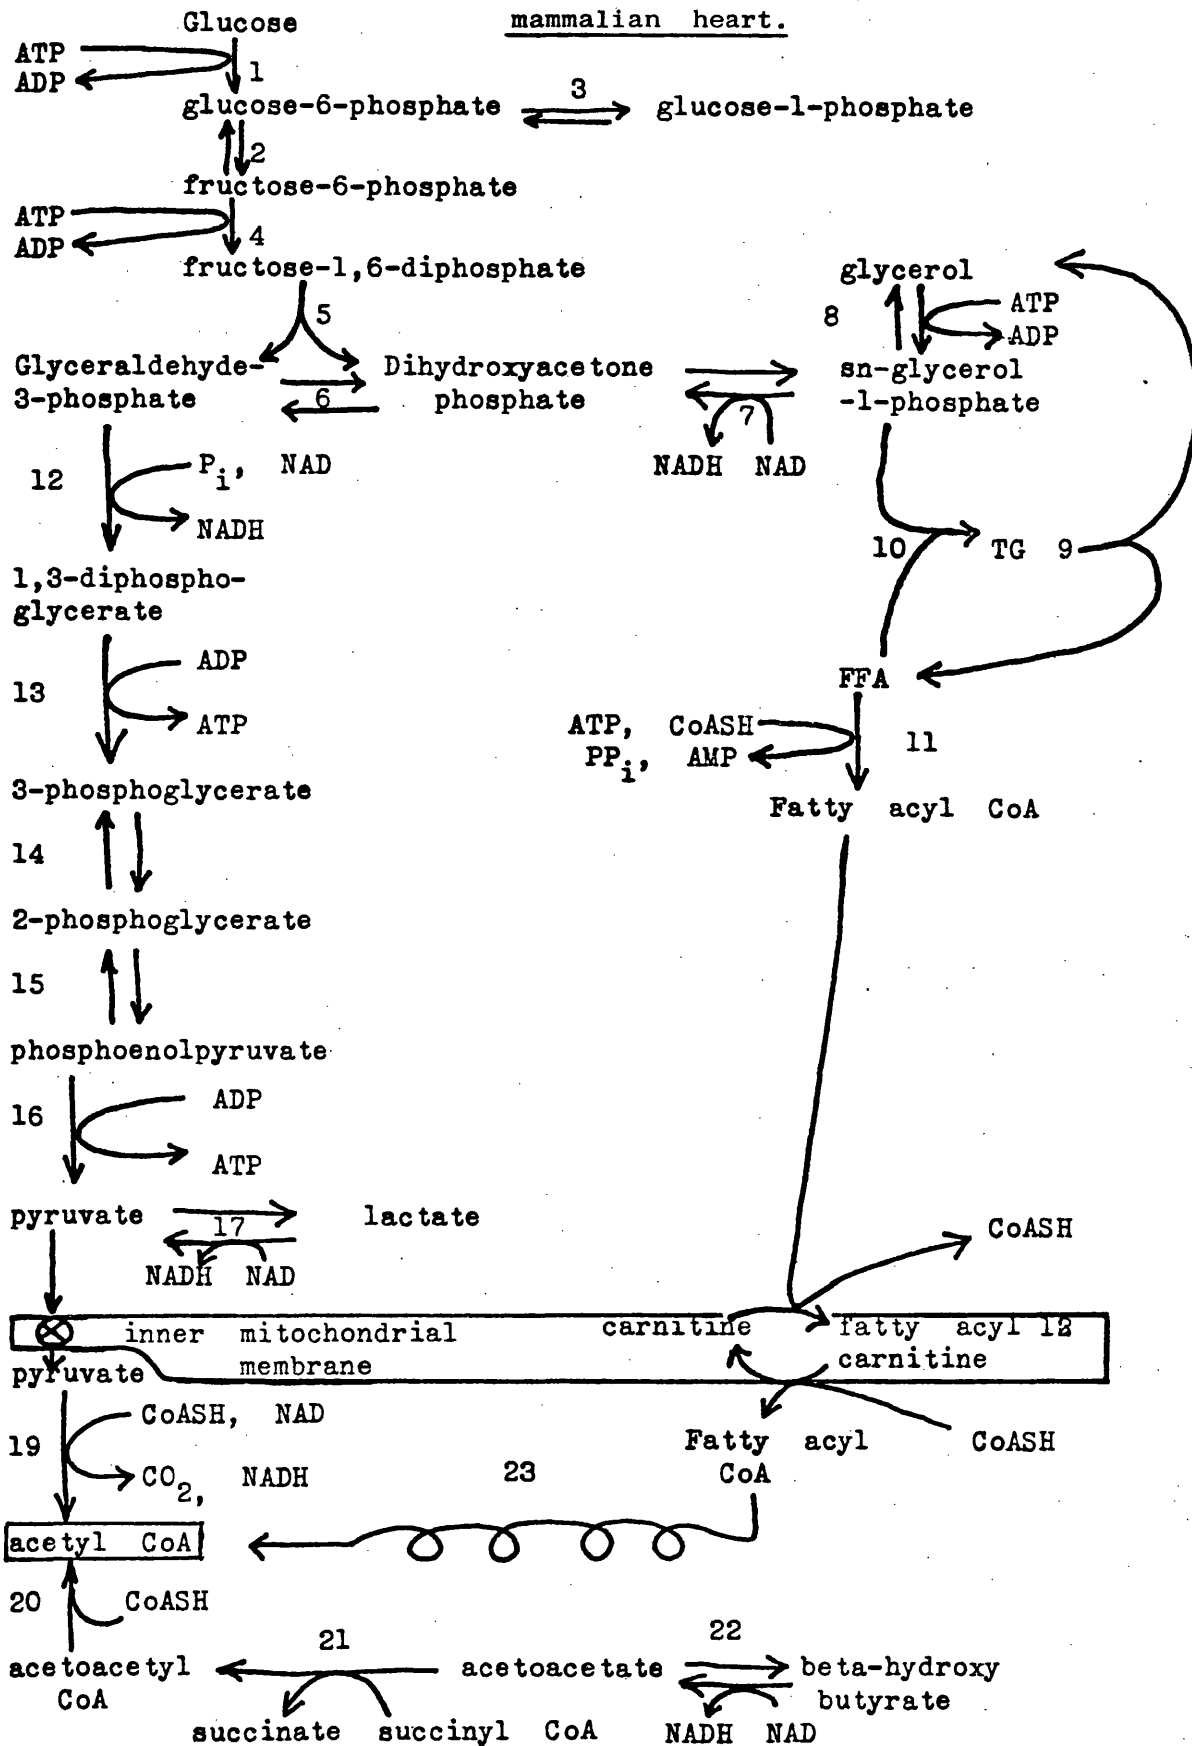 mammalian heart.
Glucose
ATP
ADP
1
glucose-6-phosphate
3
glucose-1-phosphate
2
fructose-6-phosphate
ATP
ADP
4
fructose-1,6-diphosphate
glycerol
5
8
ATP
ADP
Glyceraldehyde-
3-phosphate
6
Dihydroxyacetone
phosphate
7
NADH NAD
sn-glycerol
-1-phosphate
12
Pi, NAD
NADH
10
TG 9
1,3-diphospho-
glycerate
13
ADP
ATP
FFA
ATP, CoASH
PPi, AMP
11
3-phosphoglycerate
Fatty acyl CoA
14
2-phosphoglycerate
15
phosphoenolpyruvate
16
ADP
ATP
pyruvate
17
lactate
NADH NAD
CoASH
inner mitochondrial
membrane
carnitine
fatty acyl 12
carnitine
pyruvate
CoASH, NAD
19
CO2, NADH
Fatty acyl
CoA
CoASH
23
acetyl CoA
20
CoASH
21
22
acetoacetyl
CoA
acetoacetate
beta-hydroxy
butyrate
succinate succinyl CoA
NADH NAD